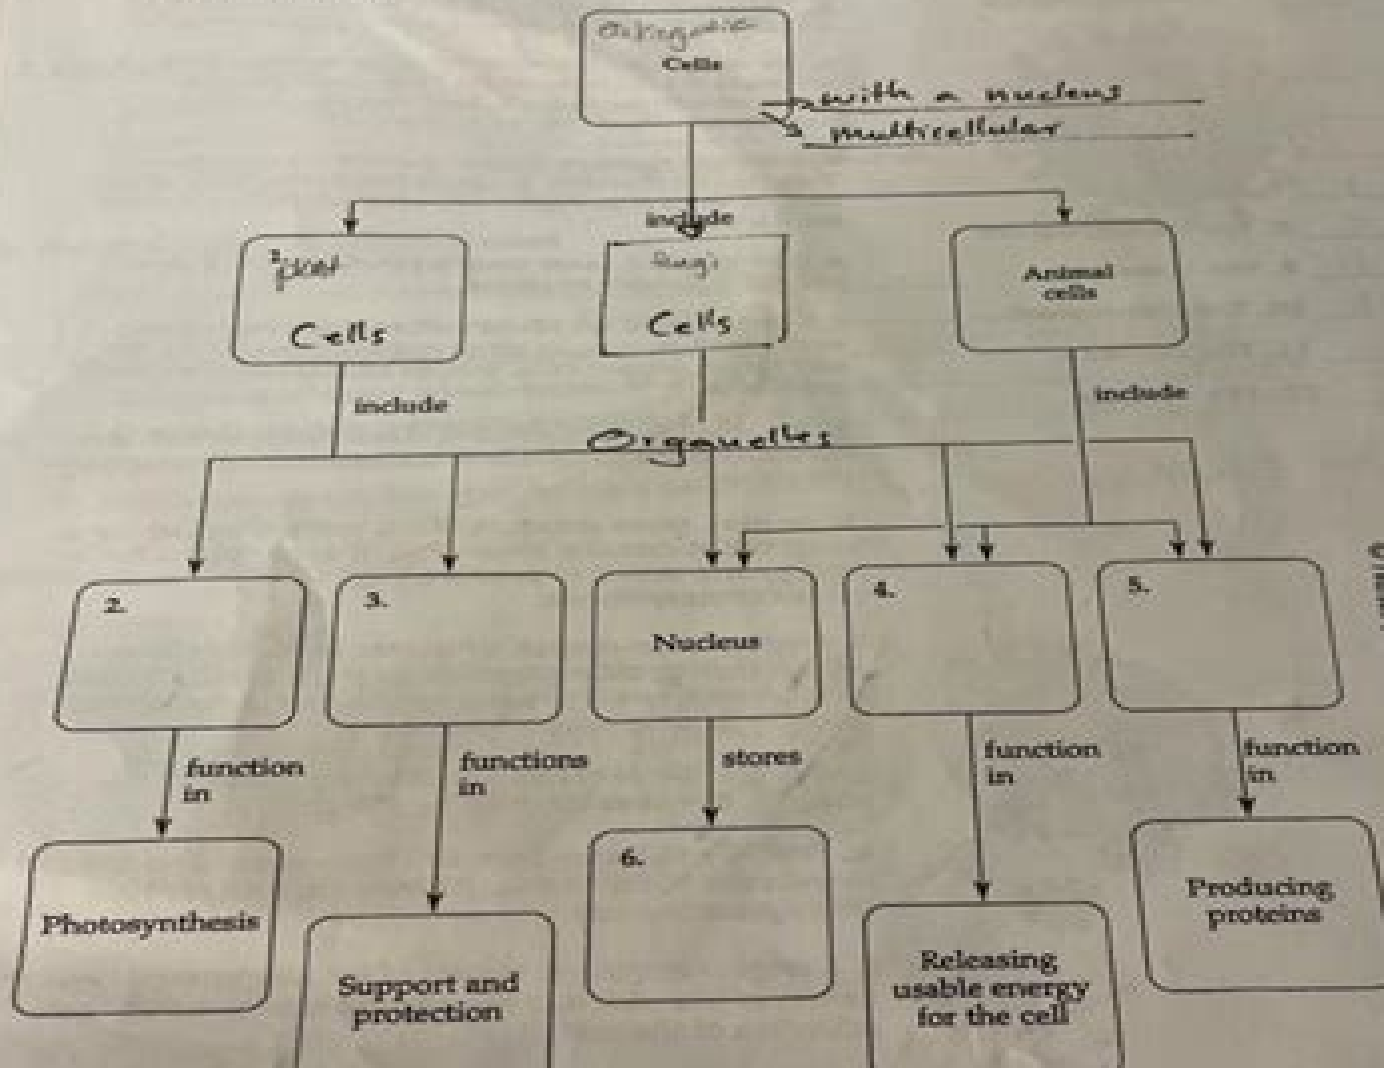 Cells
with a nucleus
multicellular
include
plant
Cells
fungi
Cells
Animal
cells
include
include
Organelles
2.
3.
Nucleus
4.
5.
function
in
functions
in
stores
function
in
function
in
Photosynthesis
Support and
protection
6.
Releasing
usable energy
for the cell
Producing
proteins